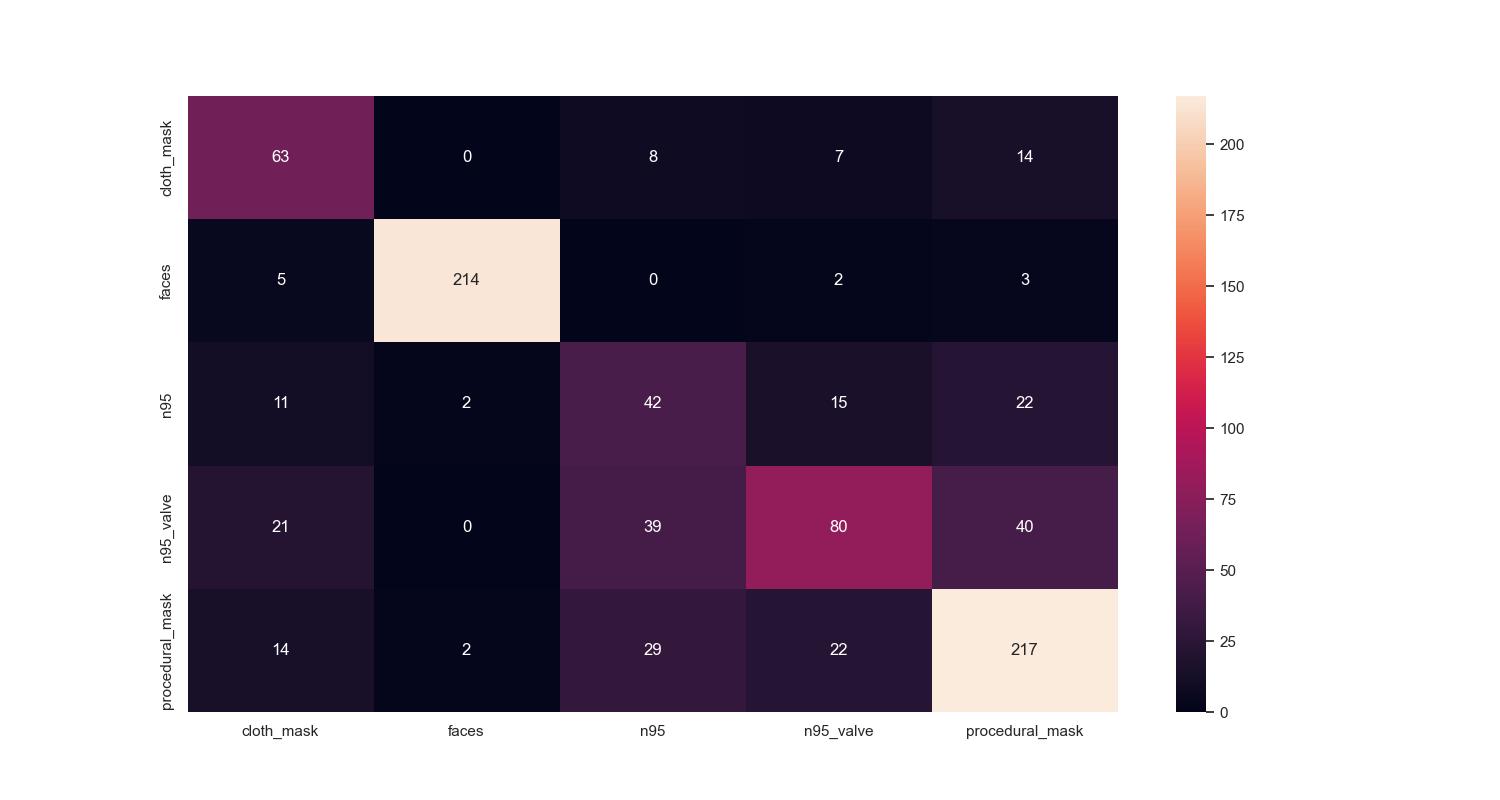 cloth_mask 63 0 8 7 14
faces 5 214 0 2 3
n95 11 2 42 15 22
n95_valve 21 0 39 80 40
procedural_mask 14 2 29 22 217
cloth_mask faces n95 n95_valve procedural_mask
200
175
150
125
100
75
50
25
0